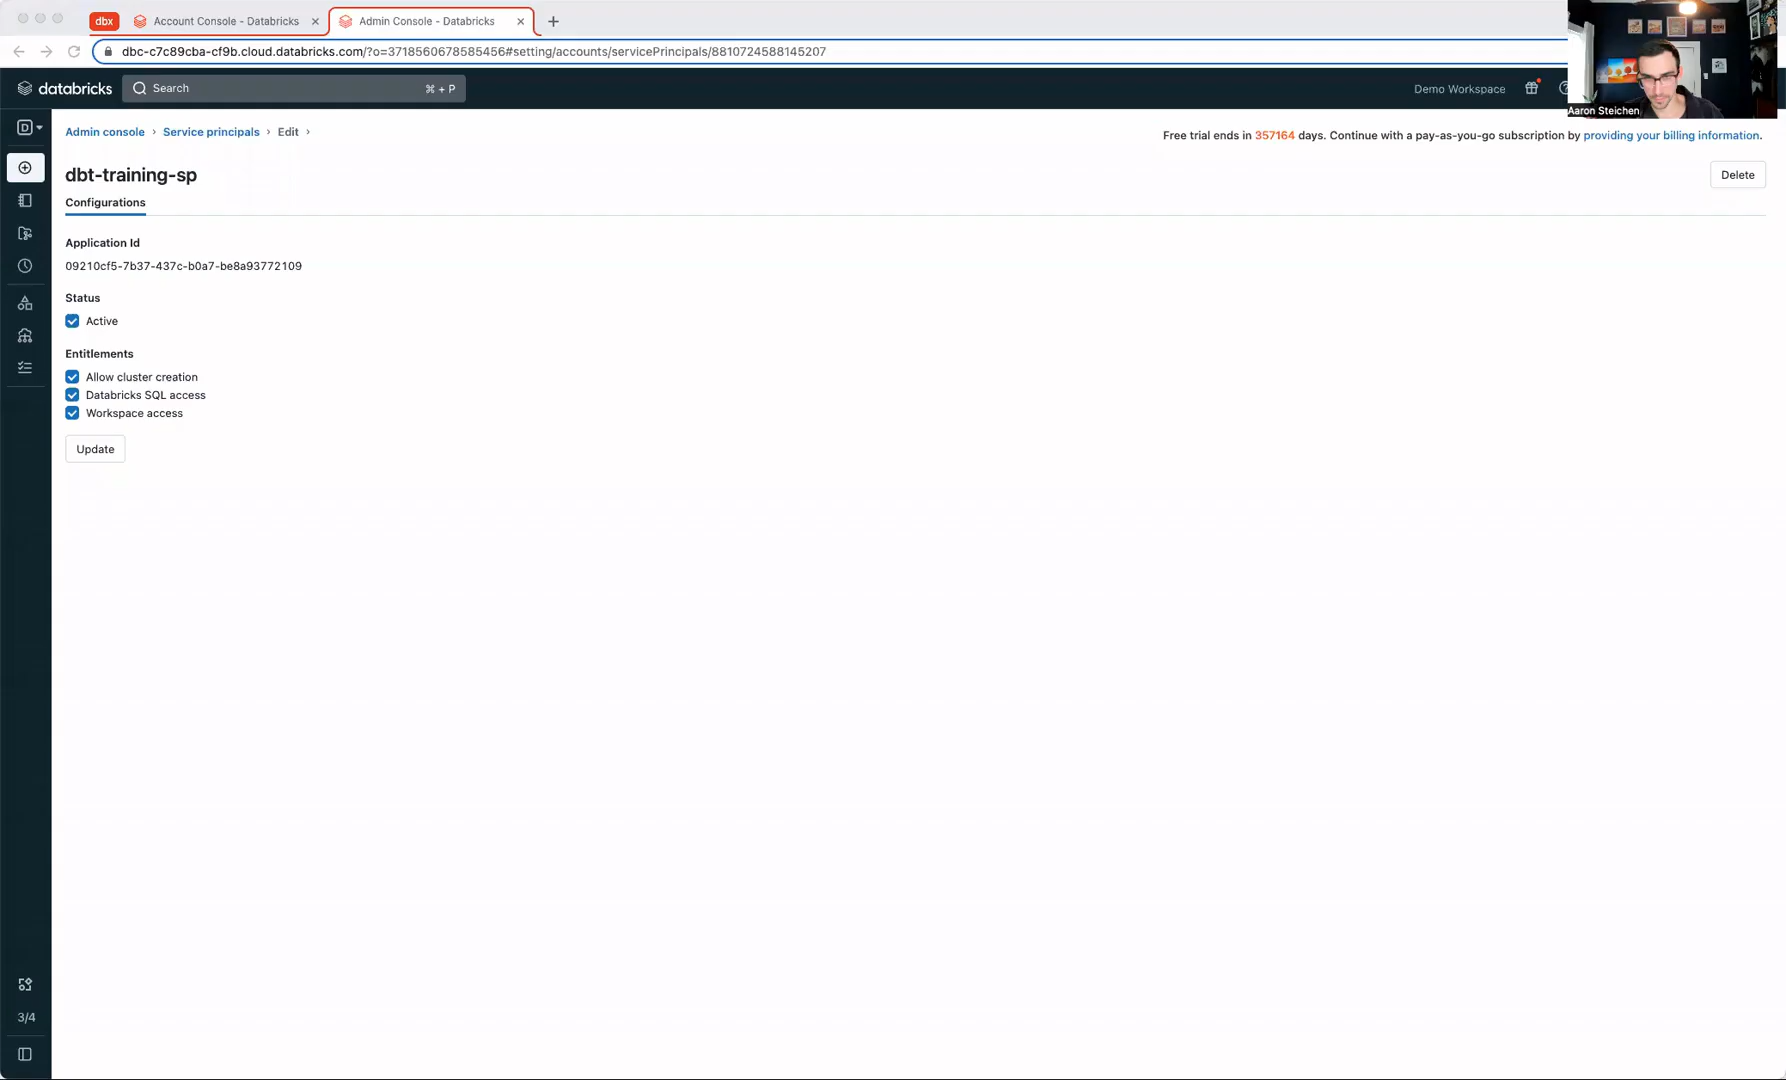 dbx
Account Console - Databricks
Admin Console - Databricks
dbc-c7c89cba-cf9b.cloud.databricks.com/?o=3718560678585456#setting/accounts/servicePrincipals/8810724588145207
databricks
Search
⌘ + P
Demo Workspace
Aaron Steichen
D
Admin console › Service principals › Edit ›
Free trial ends in 357164 days. Continue with a pay-as-you-go subscription by providing your billing information.
dbt-training-sp
Delete
Configurations
Application Id
09210cf5-7b37-437c-b0a7-be8a93772109
Status
Active
Entitlements
Allow cluster creation
Databricks SQL access
Workspace access
Update
3/4